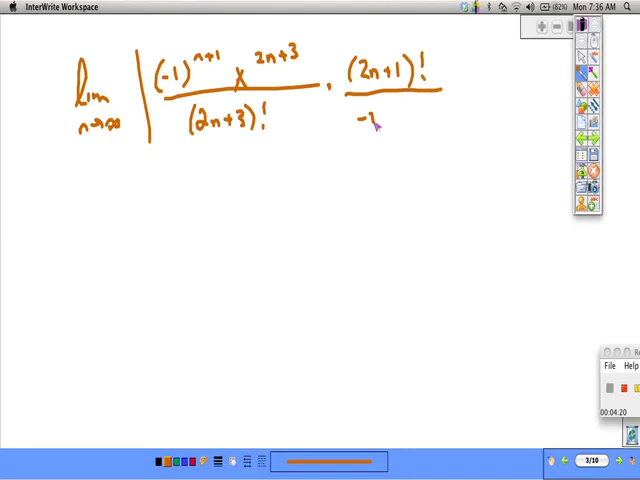 InterWrite Workspace
(82%) Mon 7:36 AM
lim n→∞ | (-1)^{n+1} x^{2n+3} / (2n+3)! · (2n+1)! / -1
Re
File Help
00:04:20
3/10